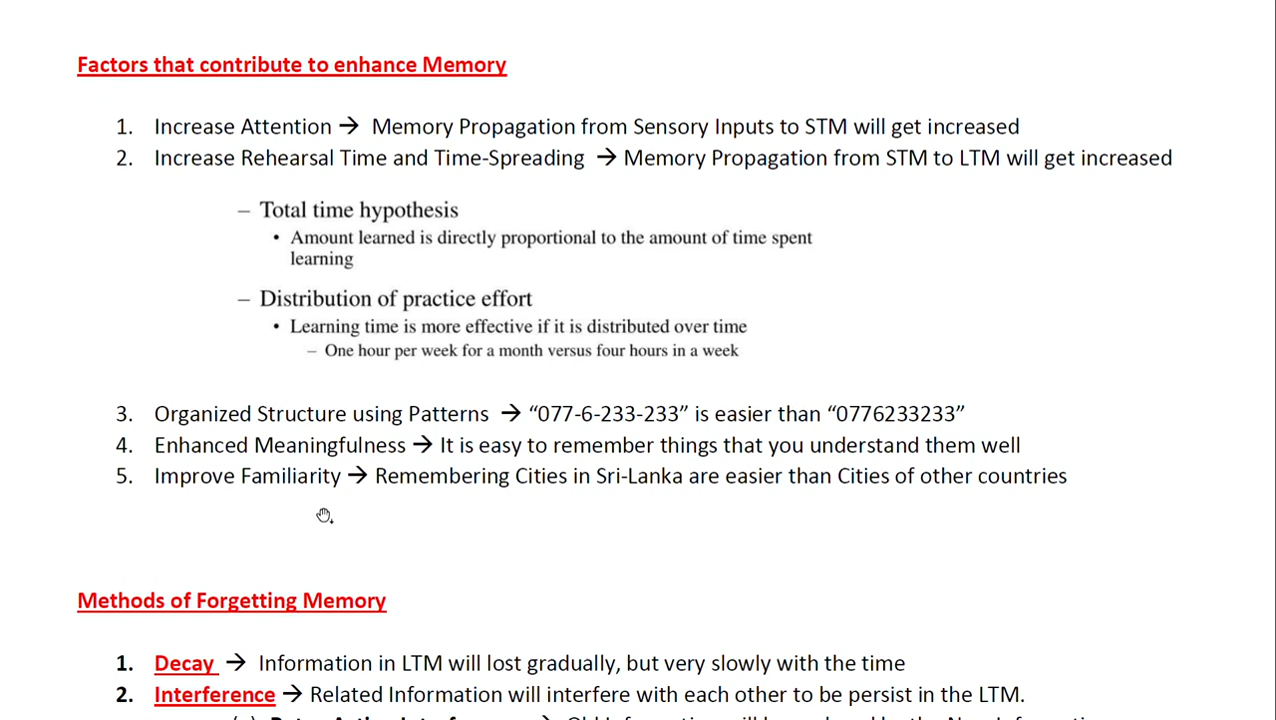 Factors that contribute to enhance Memory
1. Increase Attention → Memory Propagation from Sensory Inputs to STM will get increased
2. Increase Rehearsal Time and Time-Spreading → Memory Propagation from STM to LTM will get increased
– Total time hypothesis
• Amount learned is directly proportional to the amount of time spent
learning
– Distribution of practice effort
• Learning time is more effective if it is distributed over time
– One hour per week for a month versus four hours in a week
3. Organized Structure using Patterns → “077-6-233-233” is easier than “0776233233”
4. Enhanced Meaningfulness → It is easy to remember things that you understand them well
5. Improve Familiarity → Remembering Cities in Sri-Lanka are easier than Cities of other countries
Methods of Forgetting Memory
1. Decay → Information in LTM will lost gradually, but very slowly with the time
2. Interference → Related Information will interfere with each other to be persist in the LTM.